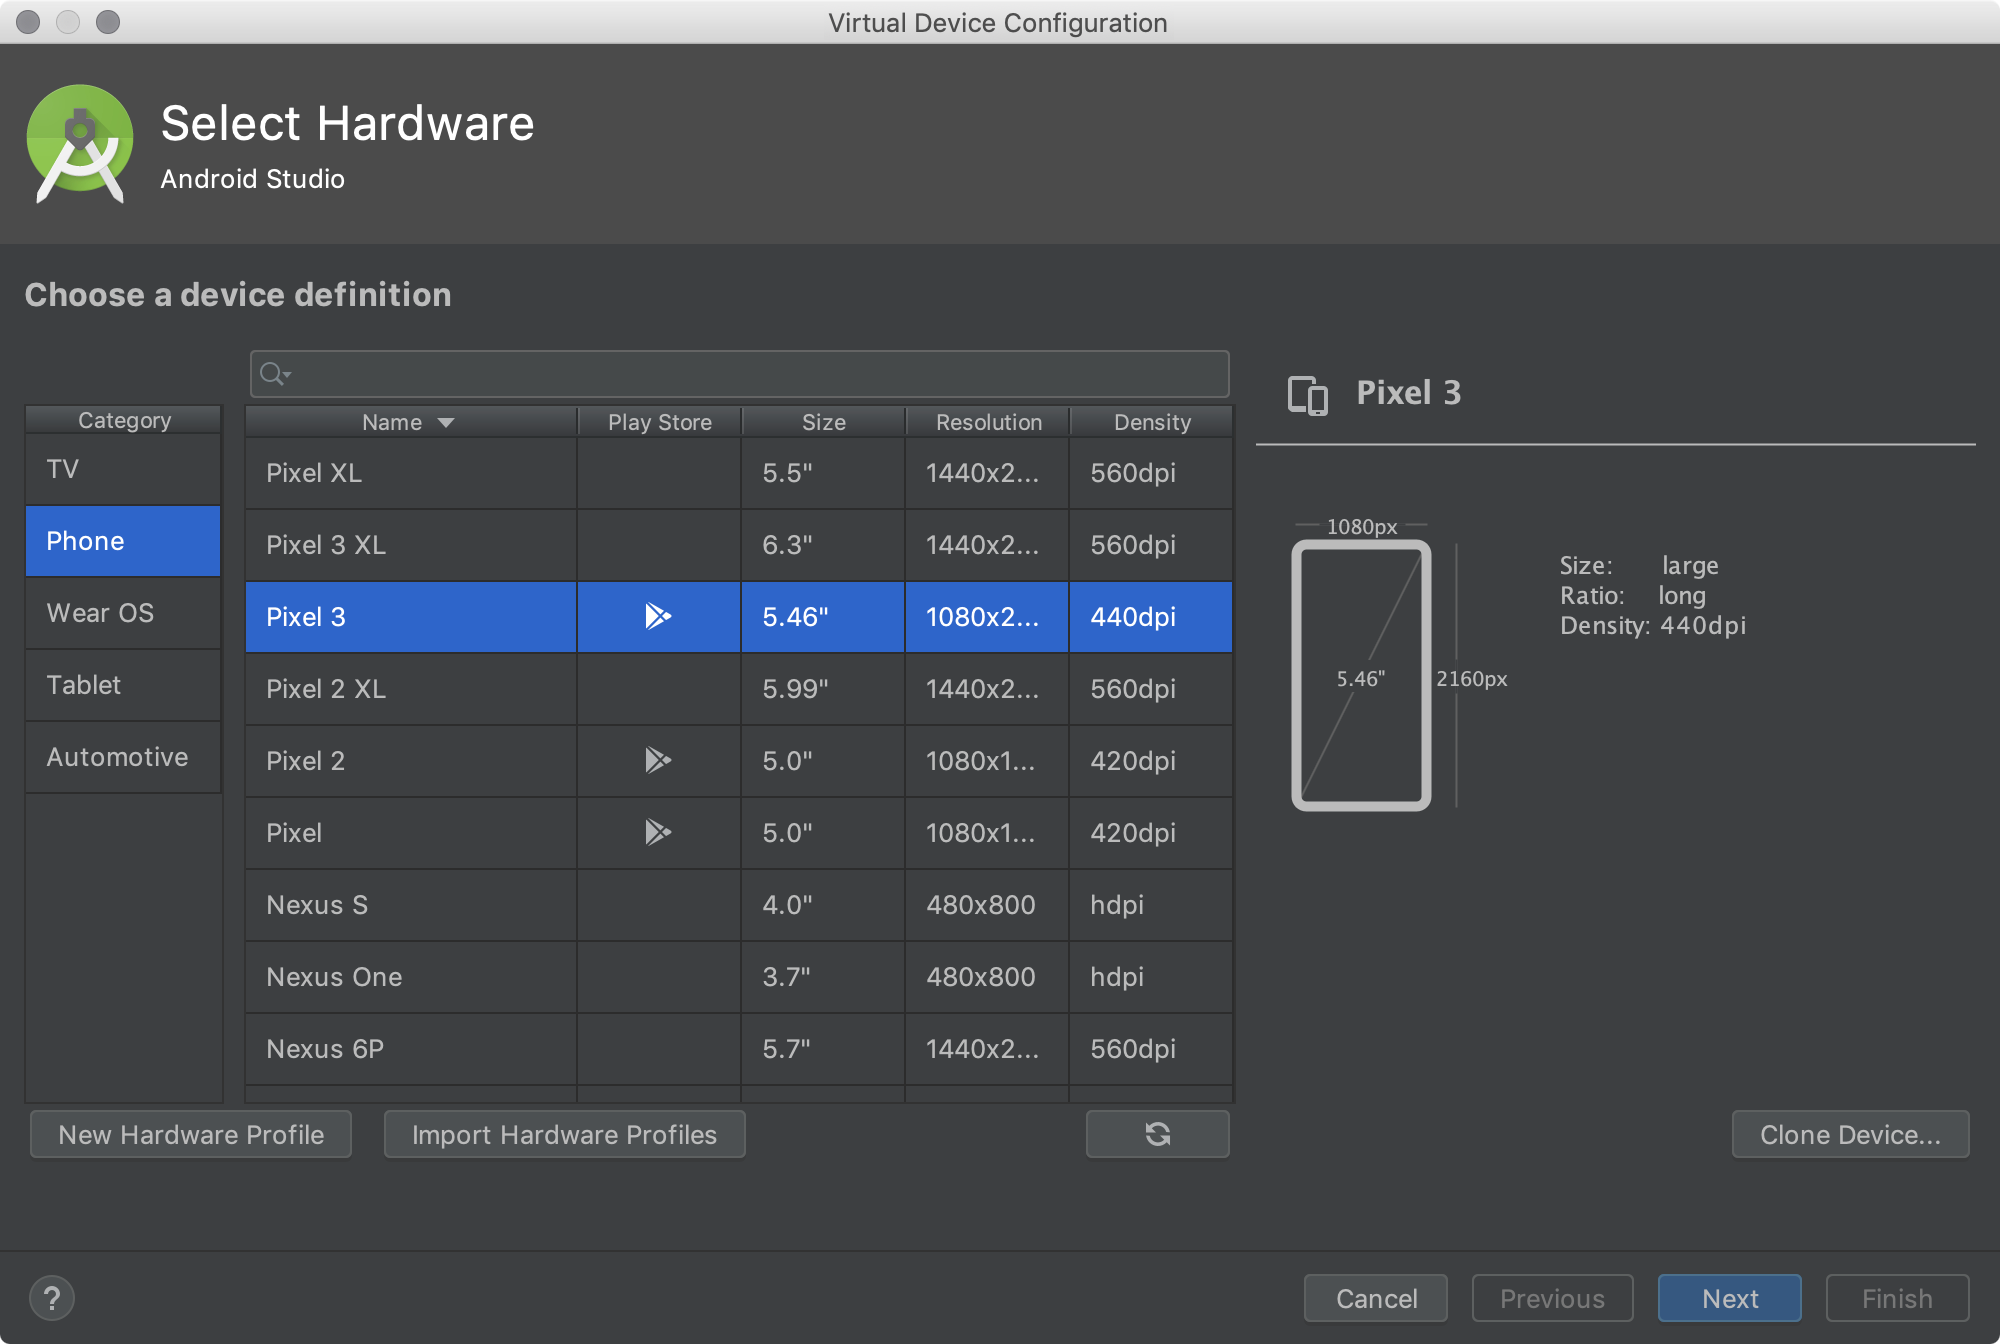 Virtual Device Configuration
Select Hardware
Android Studio
Choose a device definition
Category
TV
Phone
Wear OS
Tablet
Automotive
Name Play Store Size Resolution Density
Pixel XL 5.5" 1440x2... 560dpi
Pixel 3 XL 6.3" 1440x2... 560dpi
Pixel 3 5.46" 1080x2... 440dpi
Pixel 2 XL 5.99" 1440x2... 560dpi
Pixel 2 5.0" 1080x1... 420dpi
Pixel 5.0" 1080x1... 420dpi
Nexus S 4.0" 480x800 hdpi
Nexus One 3.7" 480x800 hdpi
Nexus 6P 5.7" 1440x2... 560dpi
Pixel 3
1080px
5.46"
2160px
Size: large
Ratio: long
Density: 440dpi
New Hardware Profile Import Hardware Profiles Clone Device...
? Cancel Previous Next Finish